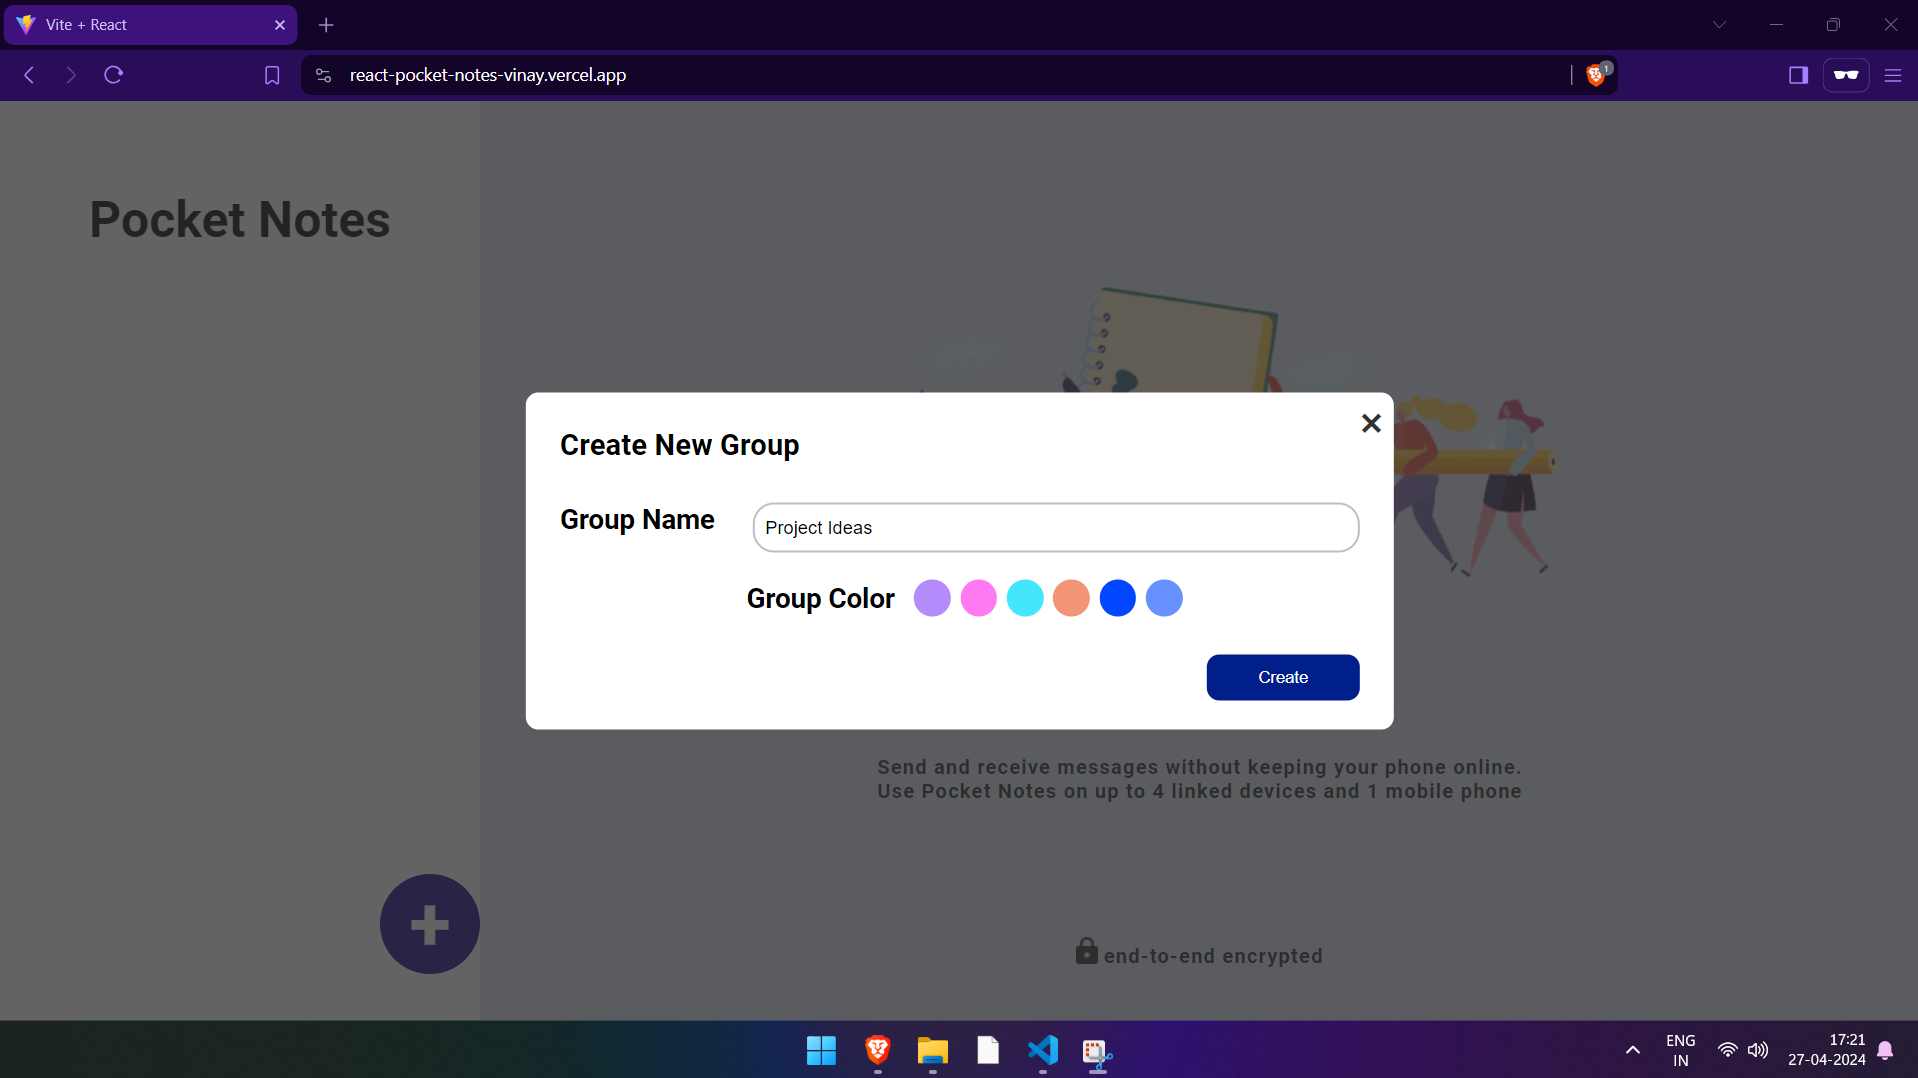 Vite + React
react-pocket-notes-vinay.vercel.app
1
Pocket Notes
Create New Group
Group Name
Project Ideas
Group Color
Create
Send and receive messages without keeping your phone online.
Use Pocket Notes on up to 4 linked devices and 1 mobile phone
end-to-end encrypted
ENG
IN
17:21
27-04-2024